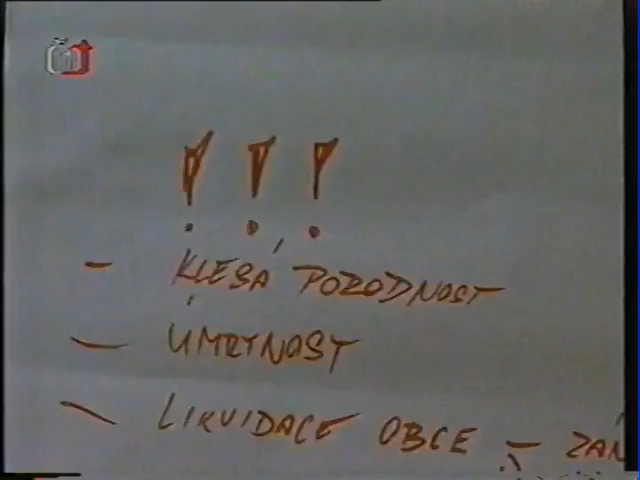 ! ! !
- KLESÁ PORODNOST
- ÚMRTNOST
- LIKVIDACE OBCE -